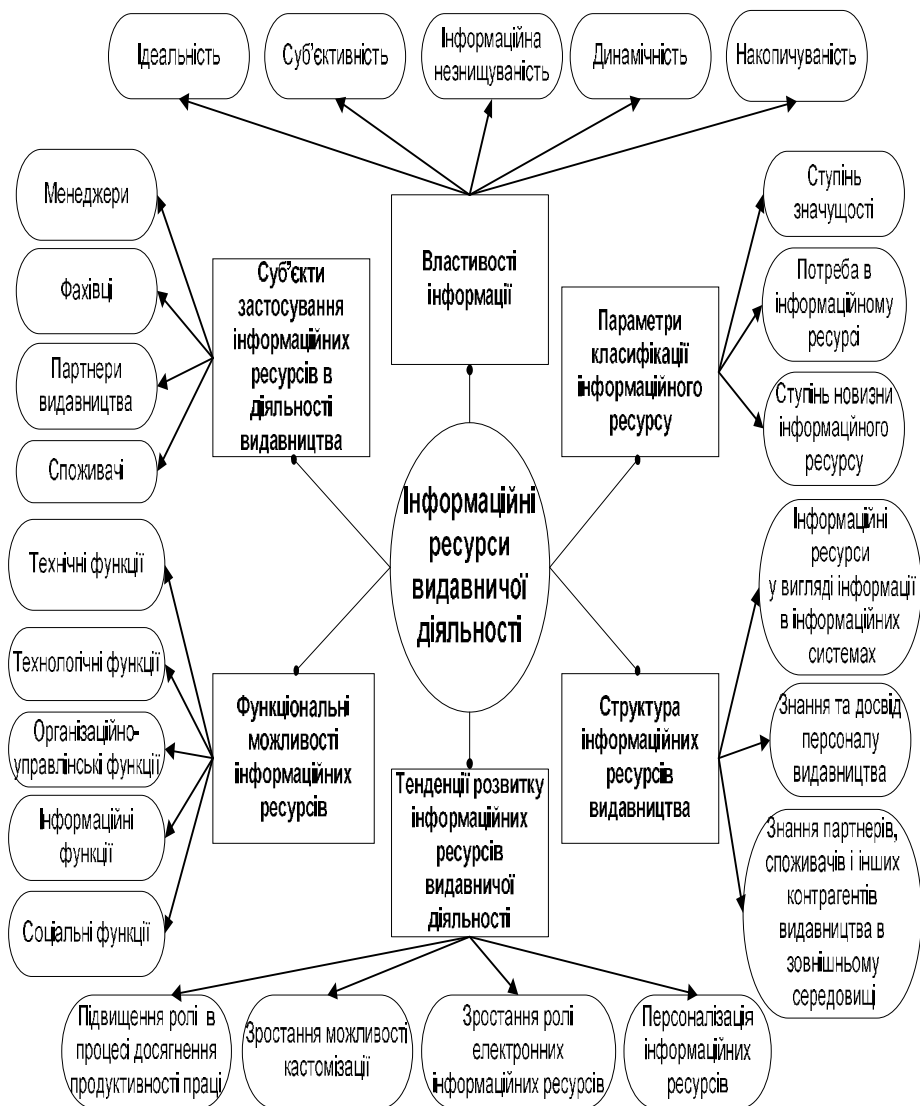 Ідеальність
Суб’єктивність
Інформаційна
незнищуваність
Динамічність
Накопичуваність
Менеджери
Фахівці
Партнери
видавництва
Споживачі
Суб’єкти
застосування
інформаційних
ресурсів в
діяльності
видавництва
Властивості
інформації
Параметри
класифікації
інформаційного
ресурсу
Ступінь
значущості
Потреба в
інформаційному
ресурсі
Ступінь новизни
інформаційного
ресурсу
Інформаційні
ресурси
видавничої
діяльності
Технічні функції
Технологічні функції
Організаційно-
управлінські функції
Інформаційні
функції
Соціальні функції
Функціональні
можливості
інформаційних
ресурсів
Тенденції розвитку
інформаційних
ресурсів
видавничої
діяльності
Структура
інформаційних
ресурсів
видавництва
Інформаційні
ресурси
у вигляді інформації
в інформаційних
системах
Знання та досвід
персоналу
видавництва
Знання партнерів,
споживачів і інших
контрагентів
видавництва в
зовнішньому
середовищі
Підвищення ролі в
процесі досягнення
продуктивності праці
Зростання можливості
кастомізації
Зростання ролі
електронних
інформаційних ресурсів
Персоналізація
інформаційних
ресурсів